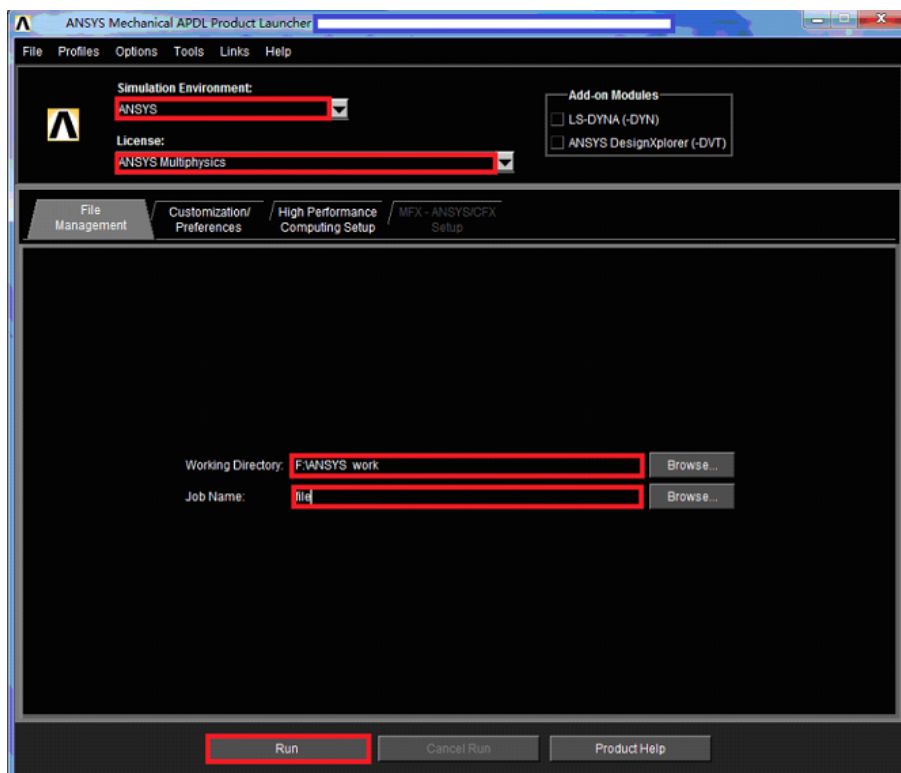 ANSYS Mechanical APDL Product Launcher
File Profiles Options Tools Links Help
Simulation Environment:
ANSYS
License:
ANSYS Multiphysics
Add-on Modules
LS-DYNA (-DYN)
ANSYS DesignXplorer (-DVT)
File Management
Customization/ Preferences
High Performance Computing Setup
MFX - ANSYS/CFX Setup
Working Directory: F:\ANSYS work Browse...
Job Name: file Browse...
Run Cancel Run Product Help